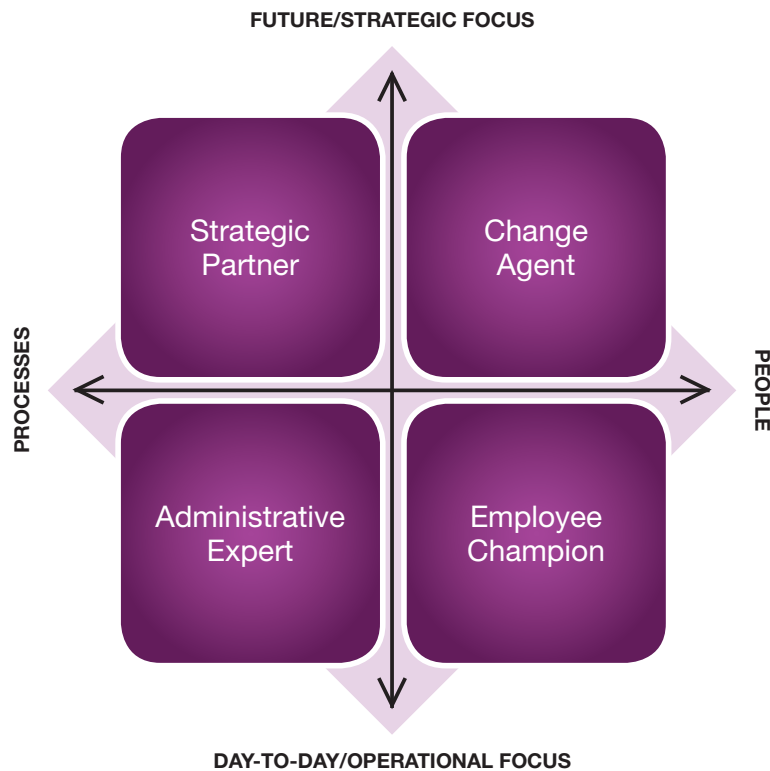 FUTURE/STRATEGIC FOCUS
Strategic
Partner
Change
Agent
PROCESSES
PEOPLE
Administrative
Expert
Employee
Champion
DAY-TO-DAY/OPERATIONAL FOCUS